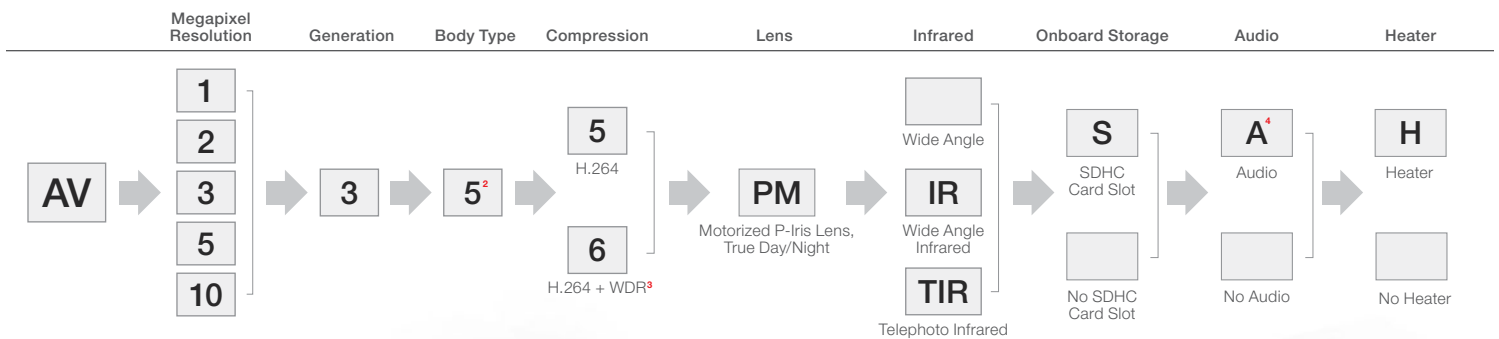 Megapixel
Resolution
Generation
Body Type
Compression
Lens
Infrared
Onboard Storage
Audio
Heater
AV
1
2
3
5
10
3
5²
5
H.264
6
H.264 + WDR³
PM
Motorized P-Iris Lens,
True Day/Night
Wide Angle
IR
Wide Angle
Infrared
TIR
Telephoto Infrared
S
SDHC
Card Slot
No SDHC
Card Slot
A⁴
Audio
No Audio
H
Heater
No Heater